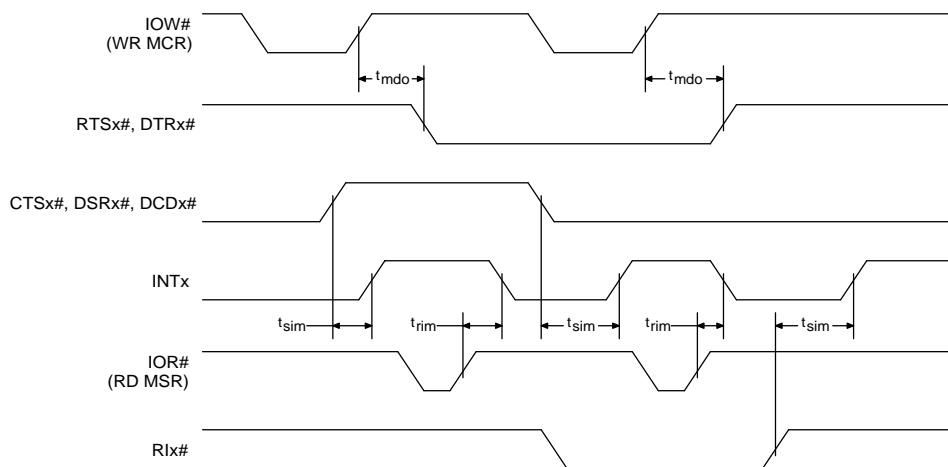 IOW#
(WR MCR)
tmdo
tmdo
RTSx#, DTRx#
CTSx#, DSRx#, DCDx#
INTx
tsim
trim
tsim
trim
tsim
IOR#
(RD MSR)
RIx#